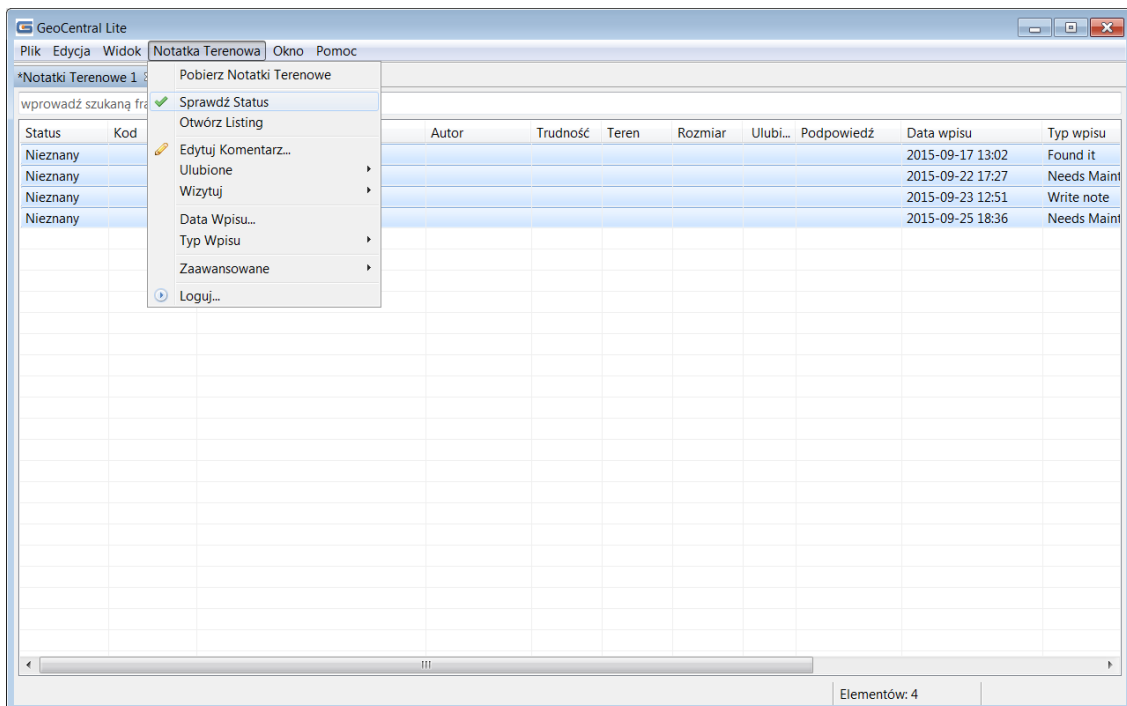 GeoCentral Lite
Plik Edycja Widok Notatka Terenowa Okno Pomoc
*Notatki Terenowe 1
Pobierz Notatki Terenowe
wprowadź szukaną fra
Sprawdź Status
Otwórz Listing
Edytuj Komentarz...
Ulubione
Wizytuj
Data Wpisu...
Typ Wpisu
Zaawansowane
Loguj...
Status Kod Autor Trudność Teren Rozmiar Ulubi... Podpowiedź Data wpisu Typ wpisu
Nieznany 2015-09-17 13:02 Found it
Nieznany 2015-09-22 17:27 Needs Maint
Nieznany 2015-09-23 12:51 Write note
Nieznany 2015-09-25 18:36 Needs Maint
Elementów: 4